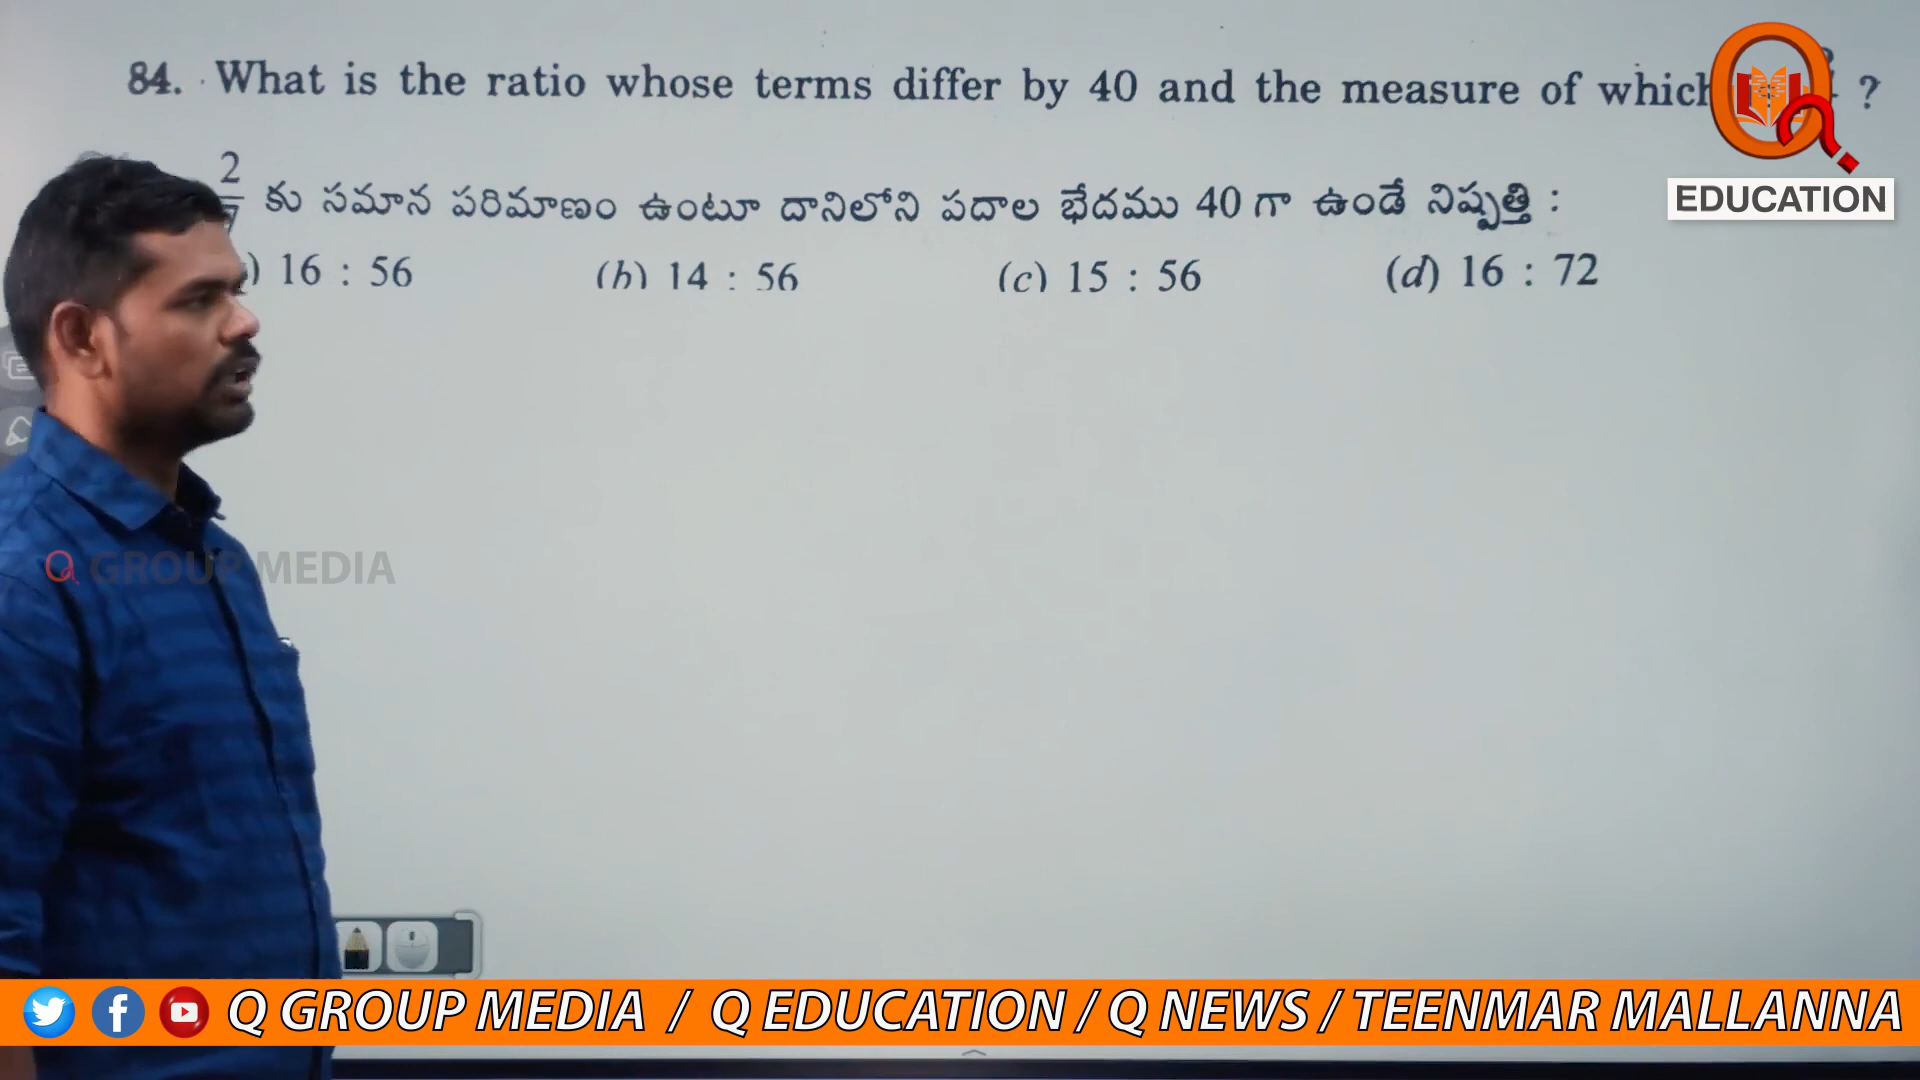 84. What is the ratio whose terms differ by 40 and the measure of which ?
2 కు సమాన పరిమాణం ఉంటూ దానిలోని పదాల భేదము 40 గా ఉండే నిష్పత్తి :
) 16 : 56 (b) 14 : 56 (c) 15 : 56 (d) 16 : 72
EDUCATION
Q GROUP MEDIA
Q GROUP MEDIA / Q EDUCATION / Q NEWS / TEENMAR MALLANNA